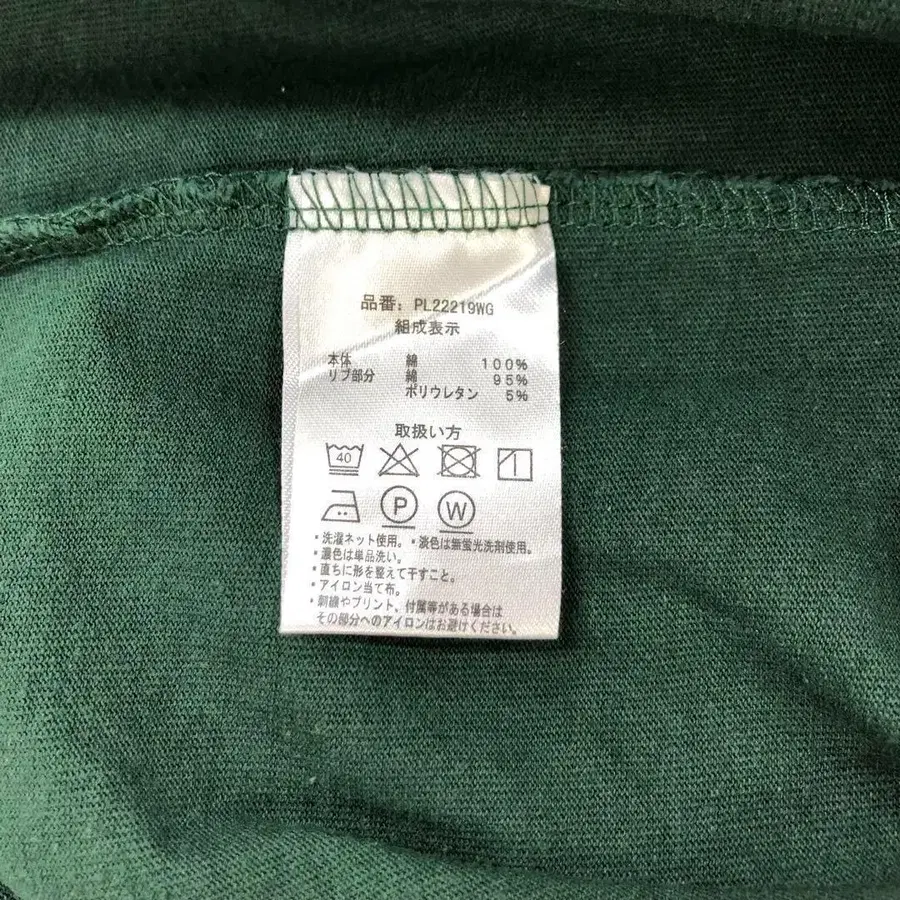 品番: PL22219WG
組成表示
本体 綿 100%
リブ部分 綿 95%
ポリウレタン 5%
取扱い方
40
P W
・洗濯ネット使用。・淡色は無蛍光洗剤使用。
・濃色は単品洗い。
・直ちに形を整えて干すこと。
・アイロン当て布。
・刺繍やプリント、付属等がある場合は
その部分へのアイロンはお避けください。